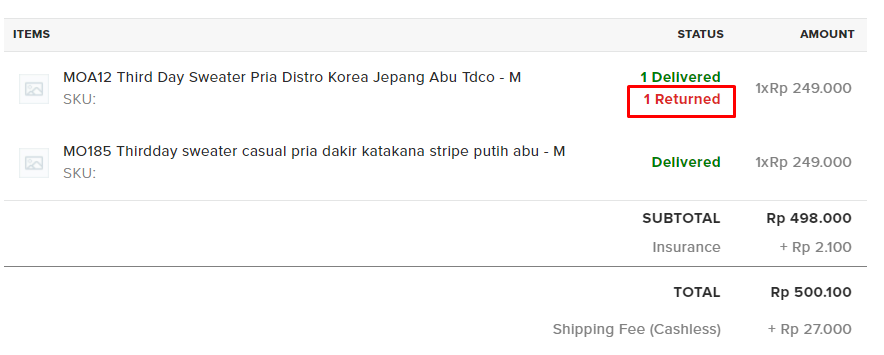 ITEMS STATUS AMOUNT
MOA12 Third Day Sweater Pria Distro Korea Jepang Abu Tdco - M 1 Delivered 1xRp 249.000
SKU: 1 Returned
MO185 Thirdday sweater casual pria dakir katakana stripe putih abu - M Delivered 1xRp 249.000
SKU:
SUBTOTAL Rp 498.000
Insurance + Rp 2.100
TOTAL Rp 500.100
Shipping Fee (Cashless) + Rp 27.000